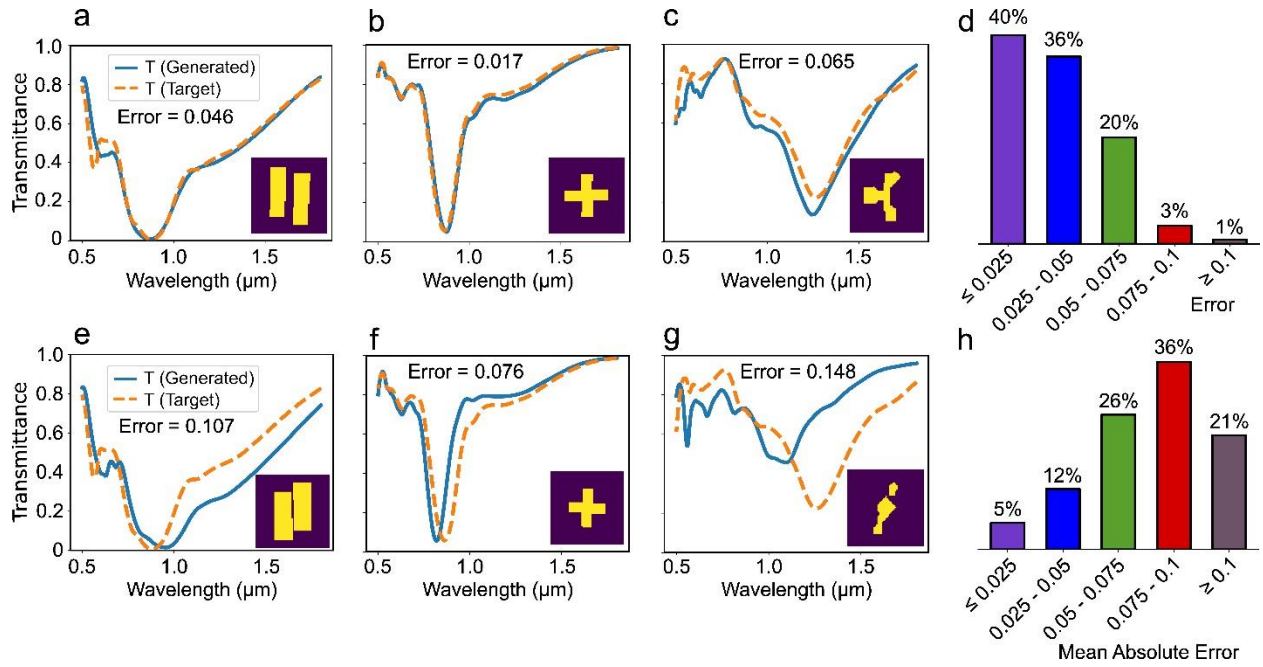 a
b
c
d
Transmittance
1.0
0.8
0.6
0.4
0.2
0
T (Generated)
T (Target)
Error = 0.046
0.5
1.0
1.5
Wavelength (µm)
Error = 0.017
0.5
1.0
1.5
Wavelength (µm)
Error = 0.065
0.5
1.0
1.5
Wavelength (µm)
40%
36%
20%
3%
1%
≤ 0.025
0.025 - 0.05
0.05 - 0.075
0.075 - 0.1
≥ 0.1
Error
e
f
g
h
Transmittance
1.0
0.8
0.6
0.4
0.2
0
T (Generated)
T (Target)
Error = 0.107
0.5
1.0
1.5
Wavelength (µm)
Error = 0.076
0.5
1.0
1.5
Wavelength (µm)
Error = 0.148
0.5
1.0
1.5
Wavelength (µm)
5%
12%
26%
36%
21%
≤ 0.025
0.025 - 0.05
0.05 - 0.075
0.075 - 0.1
≥ 0.1
Mean Absolute Error